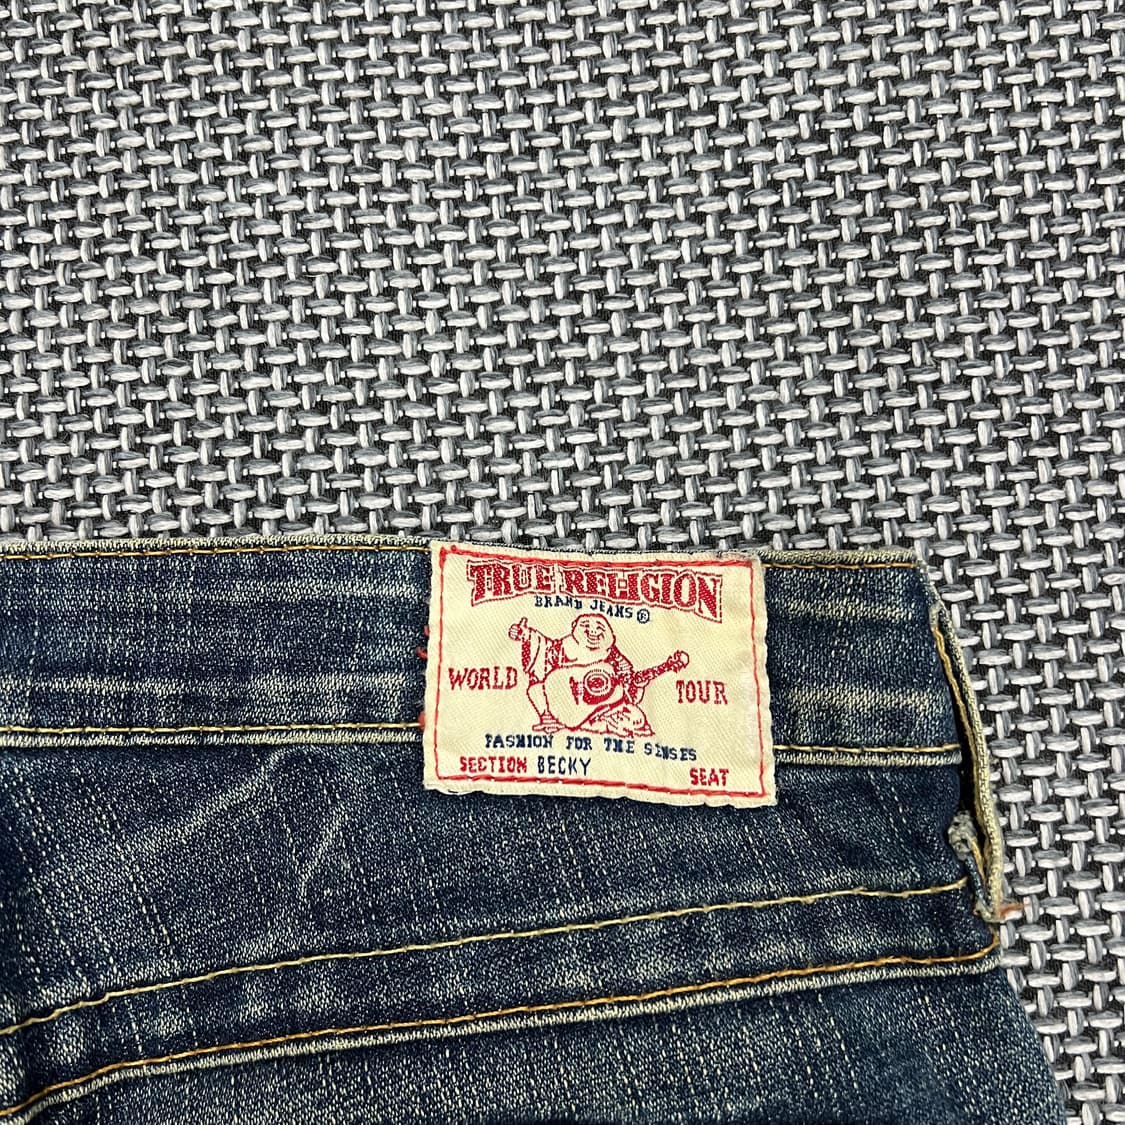 TRUE RELIGION
BRAND JEANS®
WORLD TOUR
FASHION FOR THE SENSES
SECTION BECKY SEAT